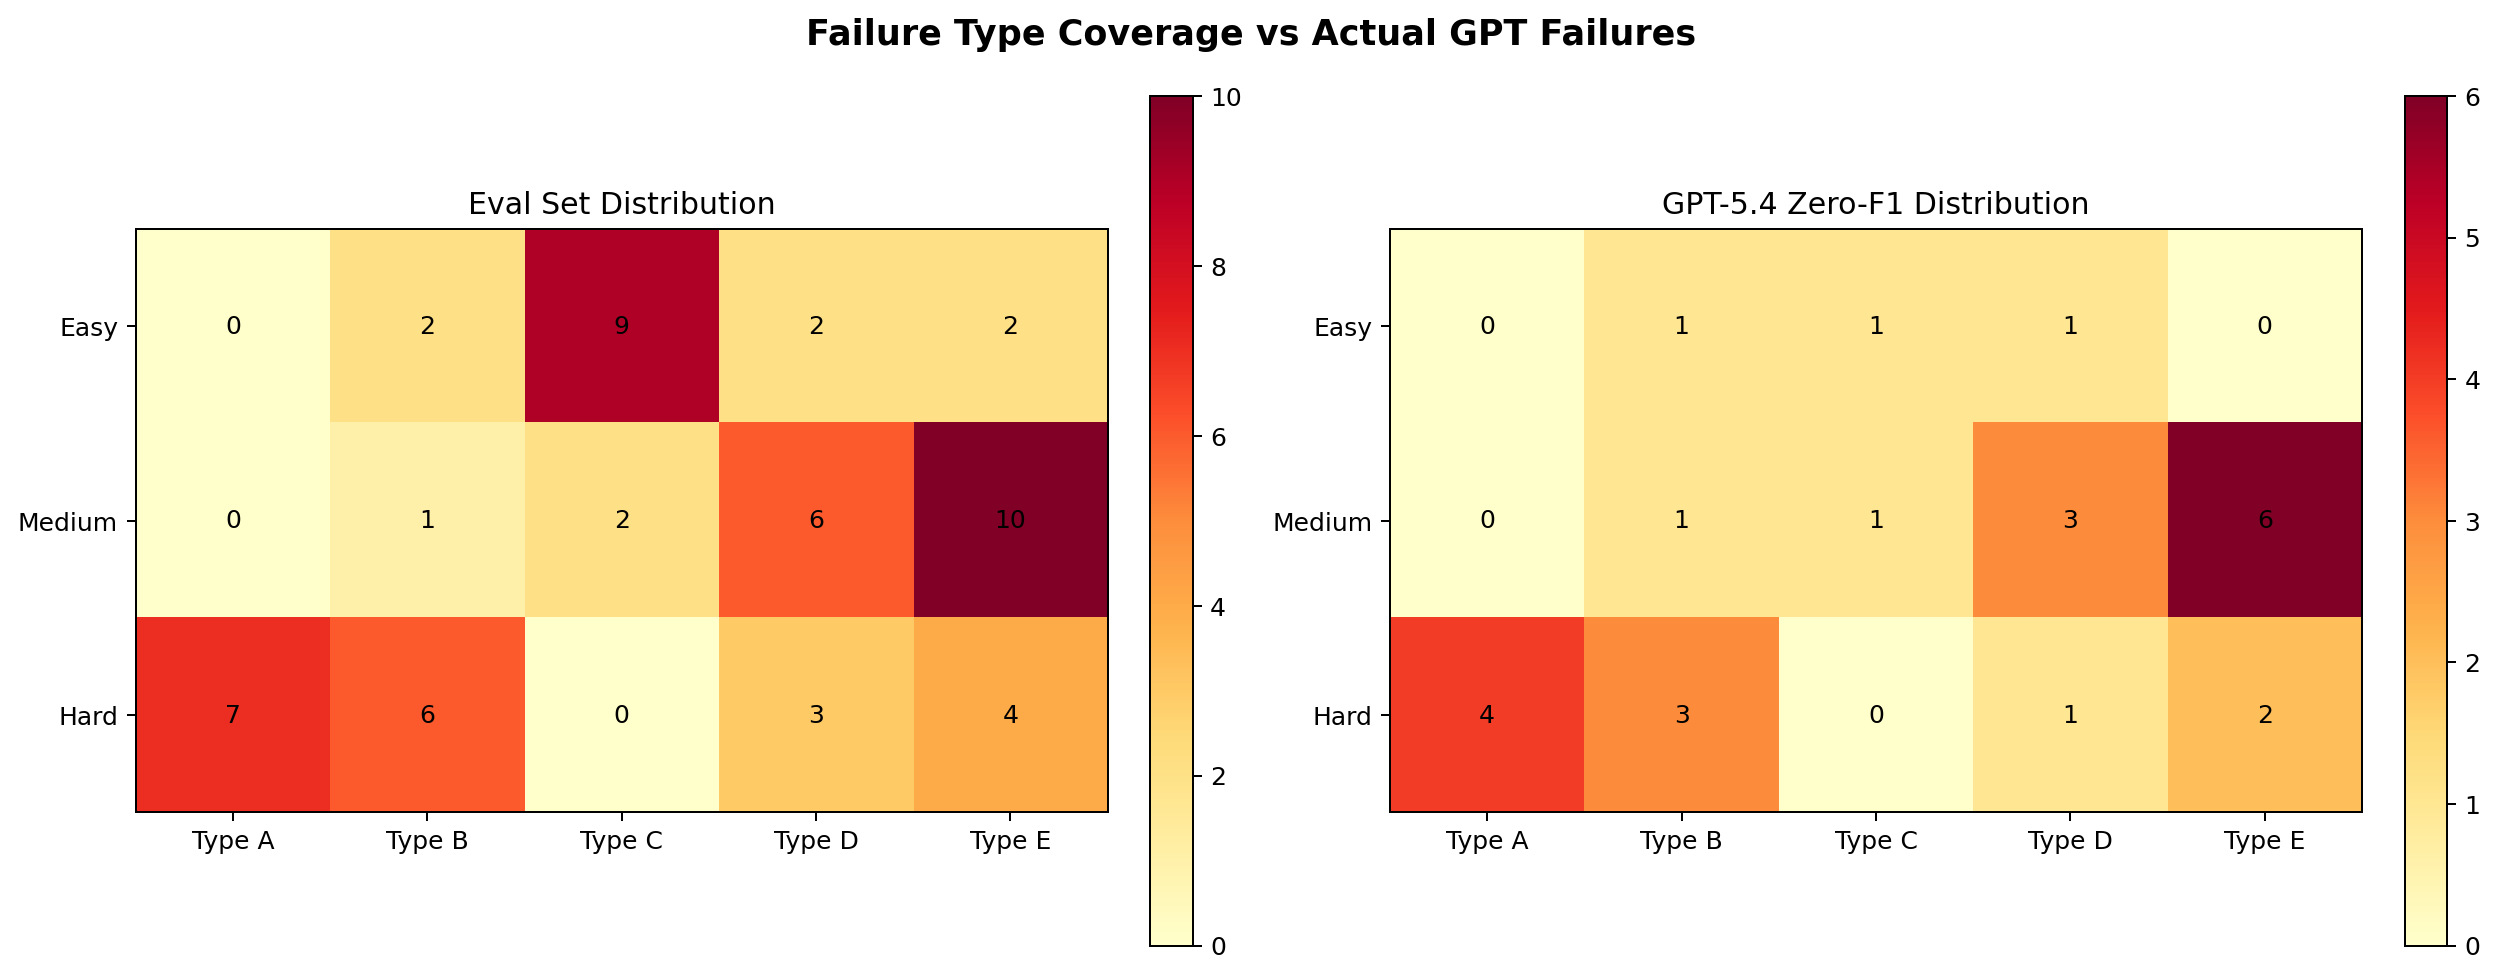 Failure Type Coverage vs Actual GPT Failures
Eval Set Distribution
Easy 0 2 9 2 2
Medium 0 1 2 6 10
Hard 7 6 0 3 4
Type A Type B Type C Type D Type E
10
8
6
4
2
0
GPT-5.4 Zero-F1 Distribution
Easy 0 1 1 1 0
Medium 0 1 1 3 6
Hard 4 3 0 1 2
Type A Type B Type C Type D Type E
6
5
4
3
2
1
0